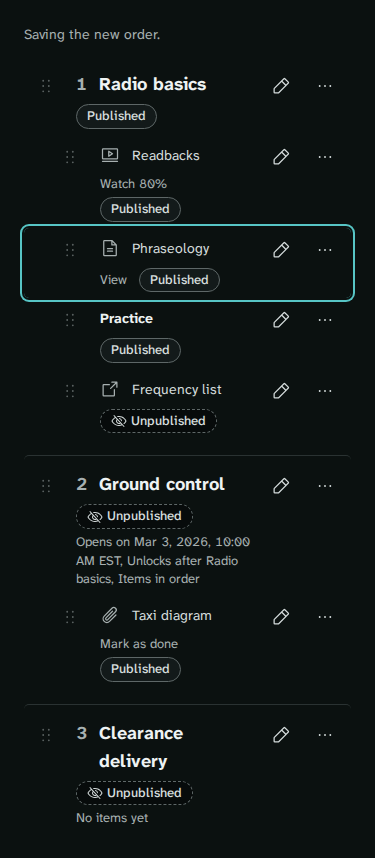 Saving the new order.
1 Radio basics
Published
Readbacks
Watch 80%
Published
Phraseology
View Published
Practice
Published
Frequency list
Unpublished
2 Ground control
Unpublished
Opens on Mar 3, 2026, 10:00
AM EST, Unlocks after Radio
basics, Items in order
Taxi diagram
Mark as done
Published
3 Clearance
delivery
Unpublished
No items yet